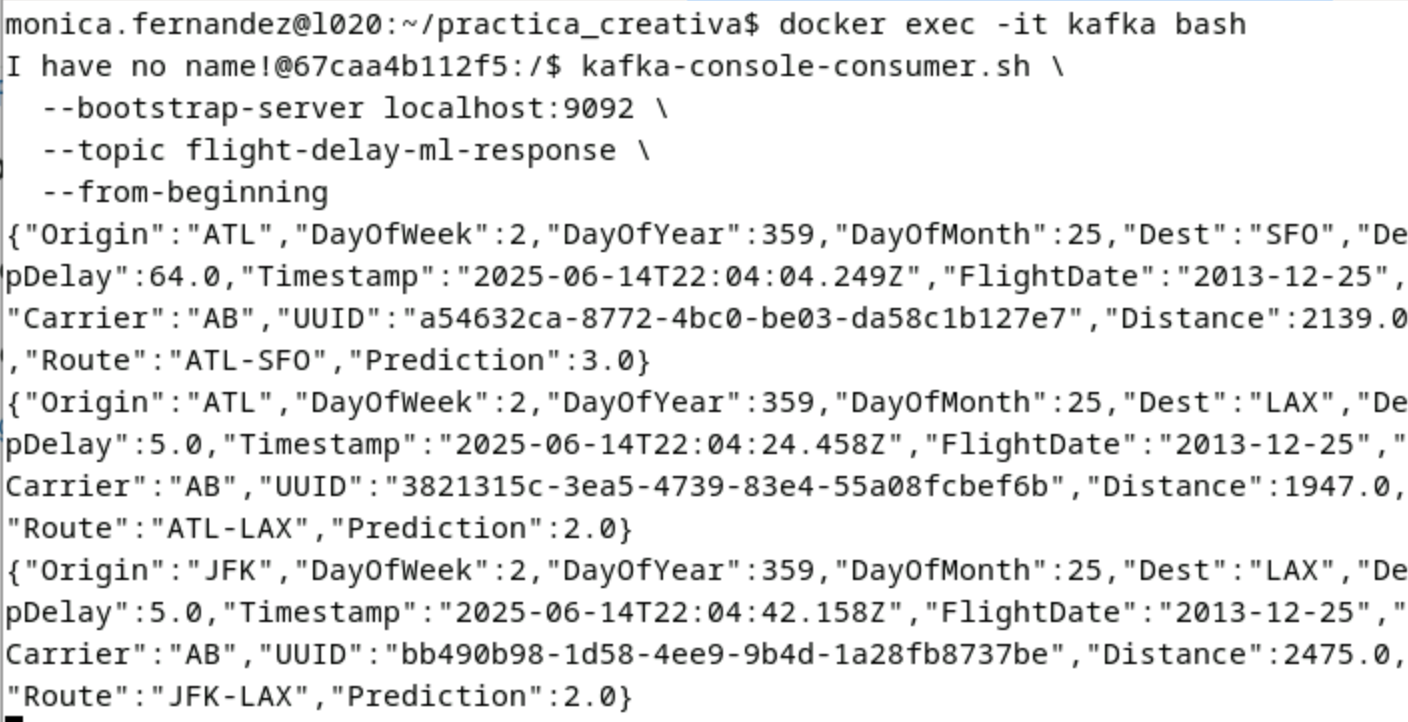 monica.fernandez@l020:~/practica_creativa$ docker exec -it kafka bash
I have no name!@67caa4b112f5:/$ kafka-console-consumer.sh \
  --bootstrap-server localhost:9092 \
  --topic flight-delay-ml-response \
  --from-beginning
{"Origin":"ATL","DayOfWeek":2,"DayOfYear":359,"DayOfMonth":25,"Dest":"SFO","De
pDelay":64.0,"Timestamp":"2025-06-14T22:04:04.249Z","FlightDate":"2013-12-25",
"Carrier":"AB","UUID":"a54632ca-8772-4bc0-be03-da58c1b127e7","Distance":2139.0
,"Route":"ATL-SFO","Prediction":3.0}
{"Origin":"ATL","DayOfWeek":2,"DayOfYear":359,"DayOfMonth":25,"Dest":"LAX","De
pDelay":5.0,"Timestamp":"2025-06-14T22:04:24.458Z","FlightDate":"2013-12-25","
Carrier":"AB","UUID":"3821315c-3ea5-4739-83e4-55a08fcbef6b","Distance":1947.0,
"Route":"ATL-LAX","Prediction":2.0}
{"Origin":"JFK","DayOfWeek":2,"DayOfYear":359,"DayOfMonth":25,"Dest":"LAX","De
pDelay":5.0,"Timestamp":"2025-06-14T22:04:42.158Z","FlightDate":"2013-12-25","
Carrier":"AB","UUID":"bb490b98-1d58-4ee9-9b4d-1a28fb8737be","Distance":2475.0,
"Route":"JFK-LAX","Prediction":2.0}